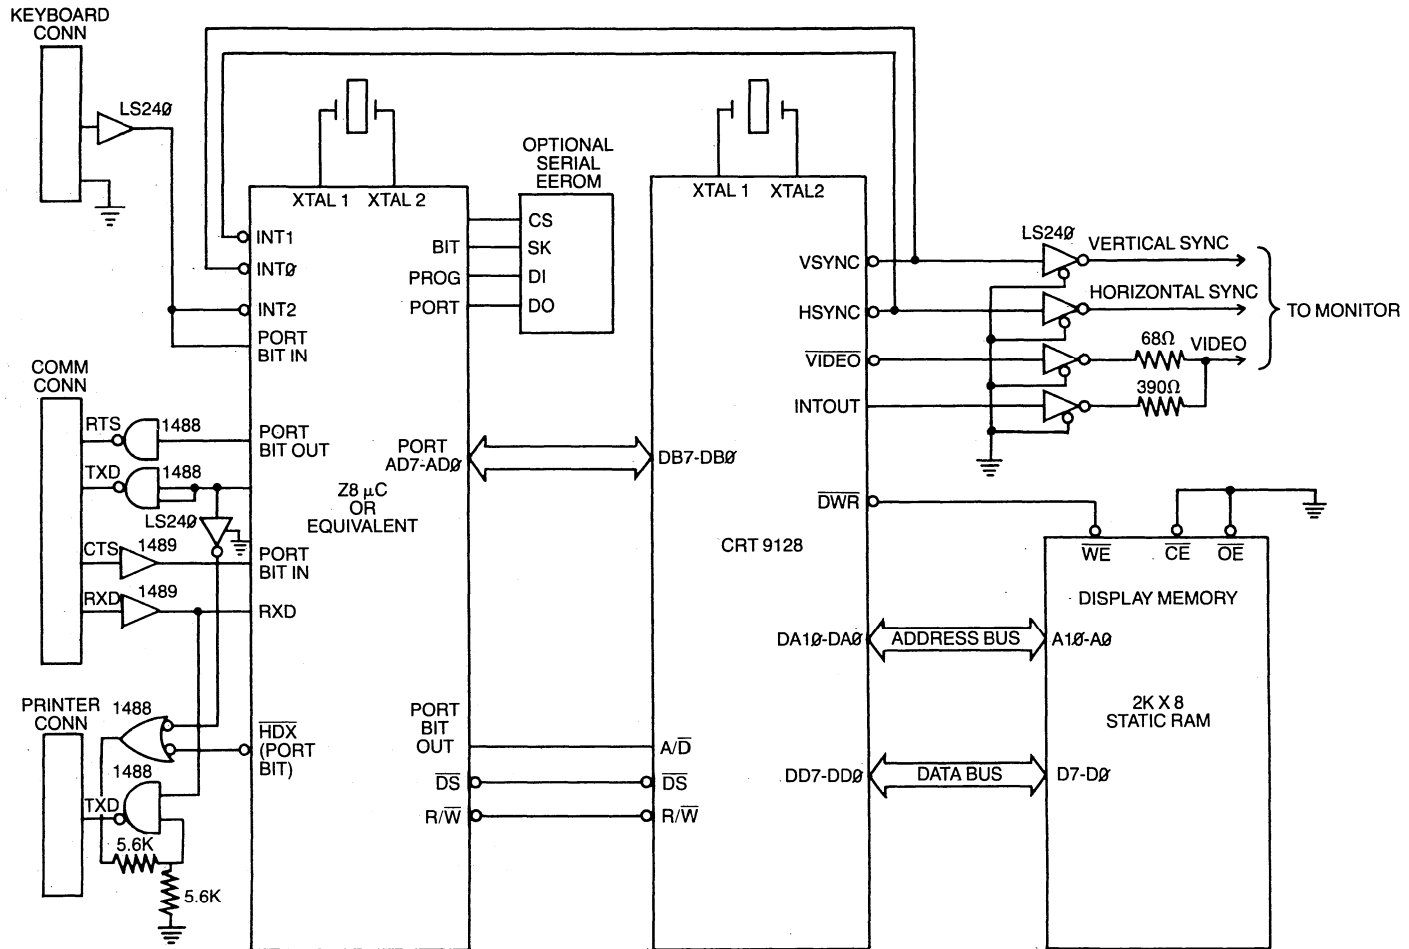 KEYBOARD
CONN
LS240
XTAL 1
XTAL 2
INT1
INT0
INT2
PORT
BIT IN
OPTIONAL
SERIAL
EEROM
CS
BIT
SK
PROG
DI
PORT
DO
XTAL 1
XTAL2
VSYNC
HSYNC
VIDEO
INTOUT
LS240
VERTICAL SYNC
HORIZONTAL SYNC
68Ω
VIDEO
390Ω
TO MONITOR
COMM
CONN
RTS
1488
TXD
1488
LS240
CTS
1489
RXD
1489
PORT
BIT OUT
PORT
AD7-AD0
Z8 μC
OR
EQUIVALENT
PORT
BIT IN
RXD
DB7-DB0
DWR
CRT 9128
WE
CE
OE
DISPLAY MEMORY
DA10-DA0
ADDRESS BUS
A10-A0
2K X 8
STATIC RAM
PRINTER
CONN
1488
HDX
(PORT
BIT)
1488
TXD
5.6K
5.6K
PORT
BIT
OUT
A/D
DS
DS
R/W
R/W
DD7-DD0
DATA BUS
D7-D0